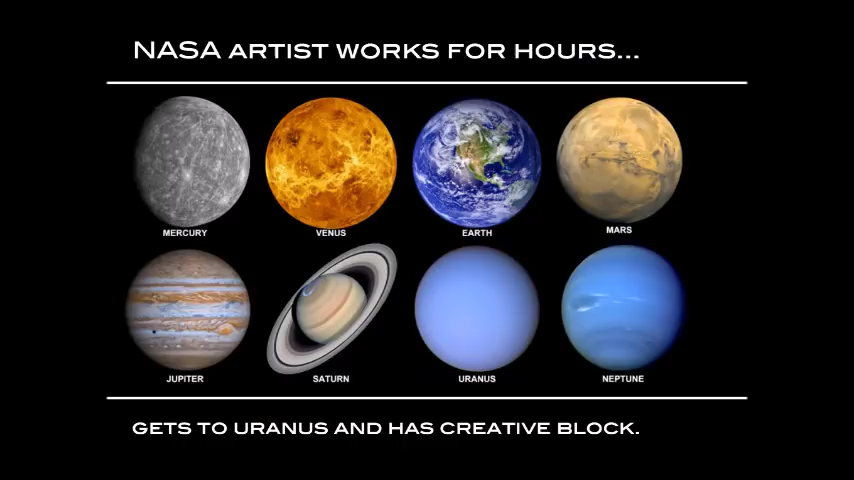 NASA ARTIST WORKS FOR HOURS...
MERCURY VENUS EARTH MARS
JUPITER SATURN URANUS NEPTUNE
GETS TO URANUS AND HAS CREATIVE BLOCK.